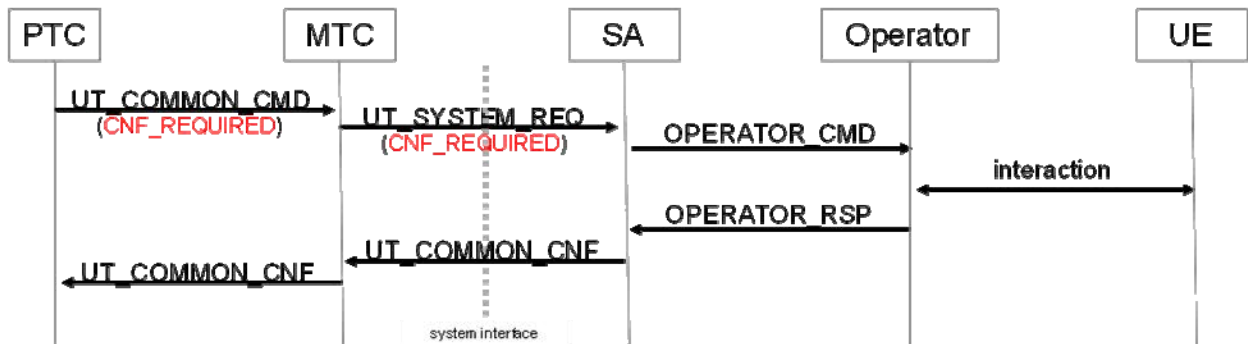 PTC MTC SA Operator UE
UT_COMMON_CMD
(CNF_REQUIRED)
UT_SYSTEM_REQ
(CNF_REQUIRED)
OPERATOR_CMD
interaction
OPERATOR_RSP
UT_COMMON_CNF
UT_COMMON_CNF
system interface